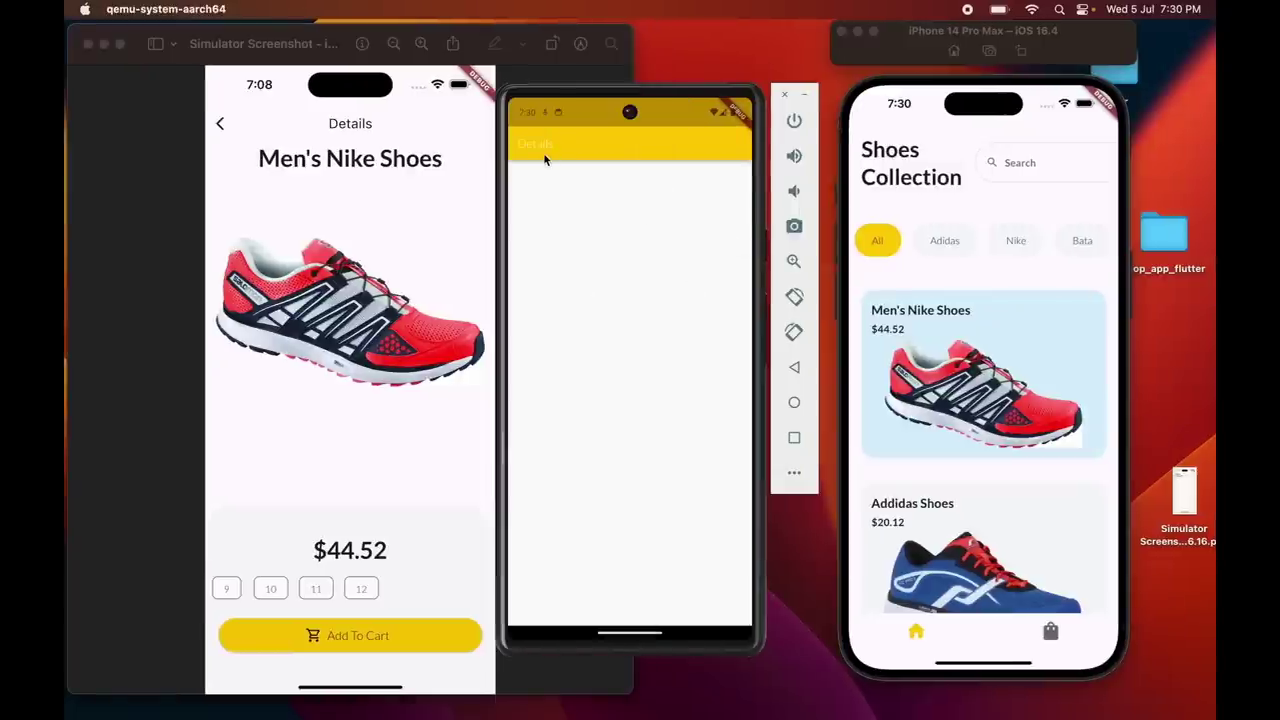 qemu-system-aarch64
Wed 5 Jul 7:30 PM
Simulator Screenshot - i...
7:08
DEBUG
Details
Men's Nike Shoes
$44.52
9
10
11
12
Add To Cart
7:30
DEBUG
Details
iPhone 14 Pro Max – iOS 16.4
7:30
DEBUG
Shoes
Collection
Search
All
Adidas
Nike
Bata
Men's Nike Shoes
$44.52
Addidas Shoes
$20.12
op_app_flutter
Simulator
Screens...6.16.p